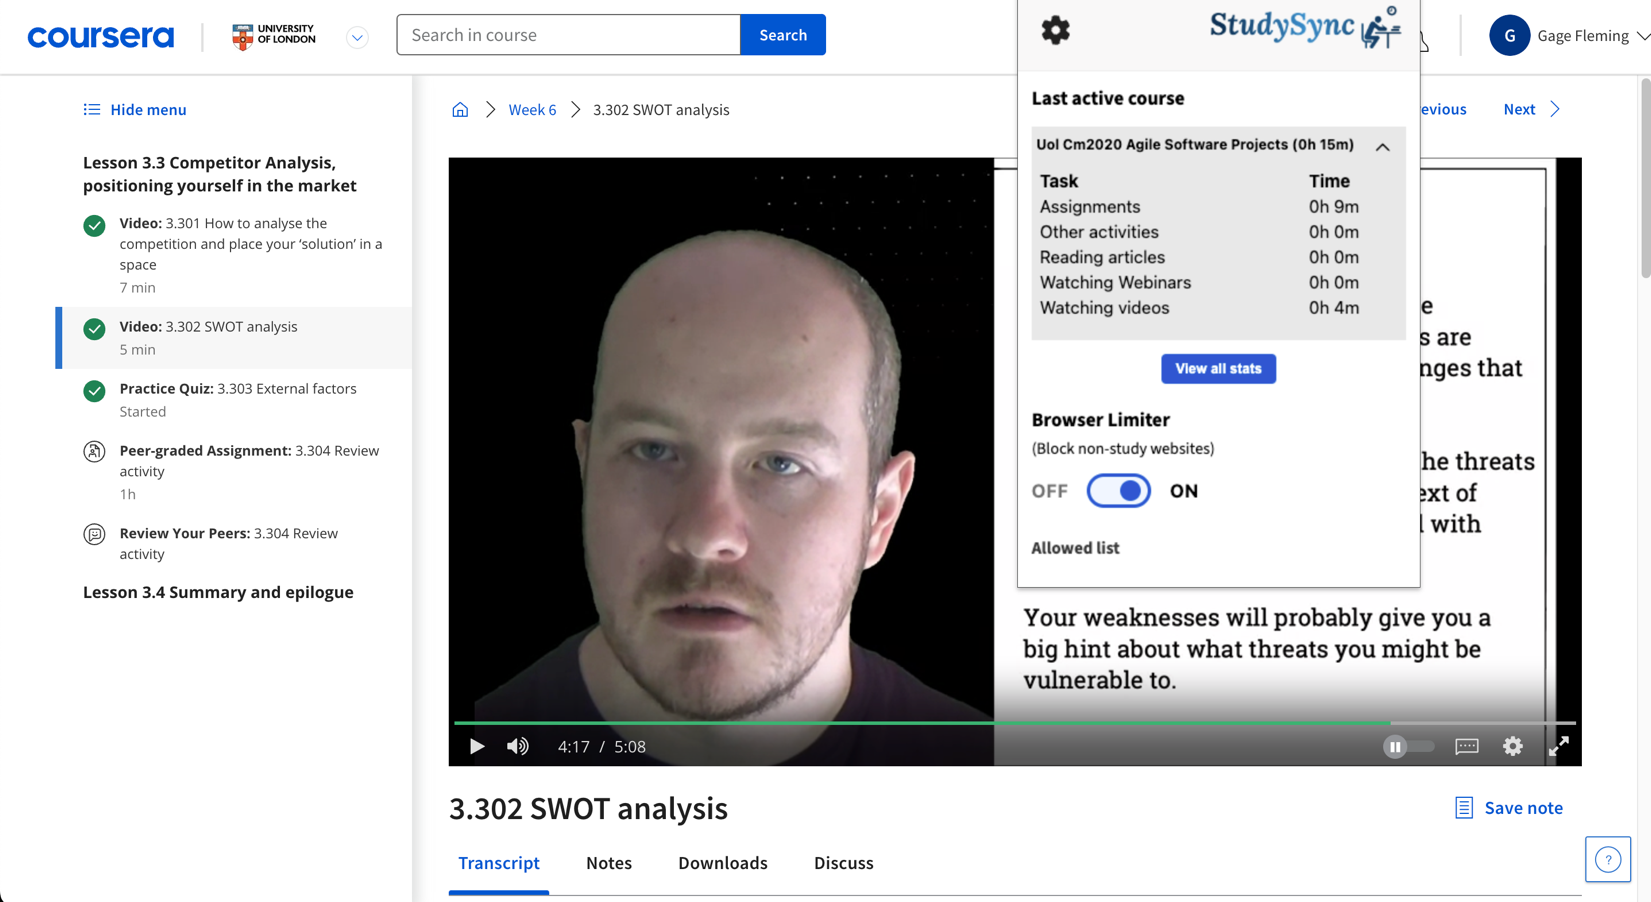 coursera
UNIVERSITY
OF LONDON
Search in course
Search
StudySync
G
Gage Fleming
Hide menu
Lesson 3.3 Competitor Analysis,
positioning yourself in the market
Video: 3.301 How to analyse the
competition and place your ‘solution’ in a
space
7 min
Video: 3.302 SWOT analysis
5 min
Practice Quiz: 3.303 External factors
Started
Peer-graded Assignment: 3.304 Review
activity
1h
Review Your Peers: 3.304 Review
activity
Lesson 3.4 Summary and epilogue
Week 6
3.302 SWOT analysis
evious
Next
Last active course
Uol Cm2020 Agile Software Projects (0h 15m)
Task Time
Assignments 0h 9m
Other activities 0h 0m
Reading articles 0h 0m
Watching Webinars 0h 0m
Watching videos 0h 4m
View all stats
Browser Limiter
(Block non-study websites)
OFF ON
Allowed list
e
s are
nges that
he threats
ext of
with
Your weaknesses will probably give you a
big hint about what threats you might be
vulnerable to.
4:17 / 5:08
3.302 SWOT analysis
Save note
Transcript Notes Downloads Discuss
?